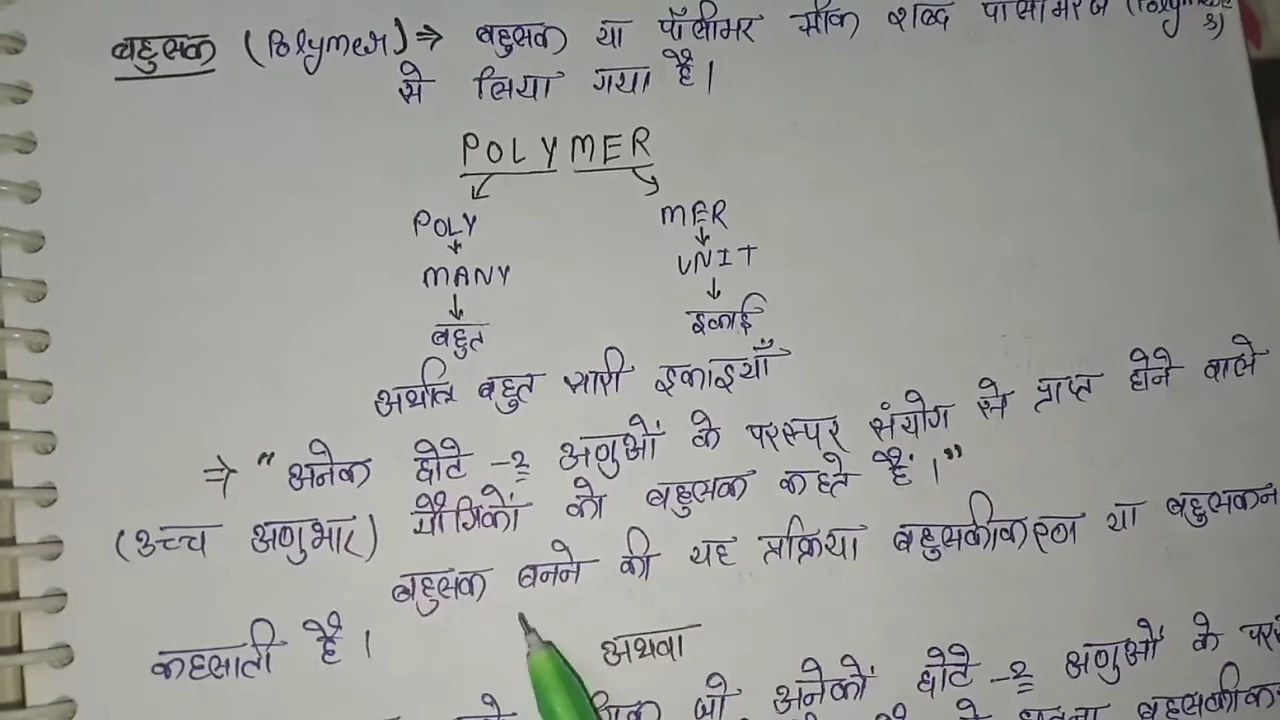 बहुलक (Polymer) ⇒ बहुलक या पॉलीमर ग्रीक शब्द
से लिया गया है।
POLYMER
POLY MER
MANY UNIT
बहुत इकाई
अर्थात बहुत सारी इकाइयाँ
⇒ "अनेक छोटे -२ अणुओं के परस्पर संयोग से प्राप्त होने वाले
(उच्च अणुभार) यौगिकों को बहुलक कहते हैं।"
बहुलक बनने की यह प्रक्रिया बहुलकीकरण या बहुलकन
कहलाती है।
अथवा
जो अनेकों छोटे -२ अणुओं के